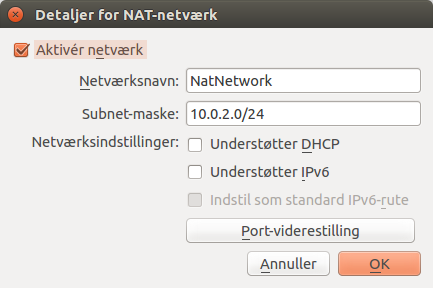 Detaljer for NAT-netværk
Aktivér netværk
Netværksnavn: NatNetwork
Subnet-maske: 10.0.2.0/24
Netværksindstillinger: Understøtter DHCP
Understøtter IPv6
Indstil som standard IPv6-rute
Port-viderestilling
Annuller OK